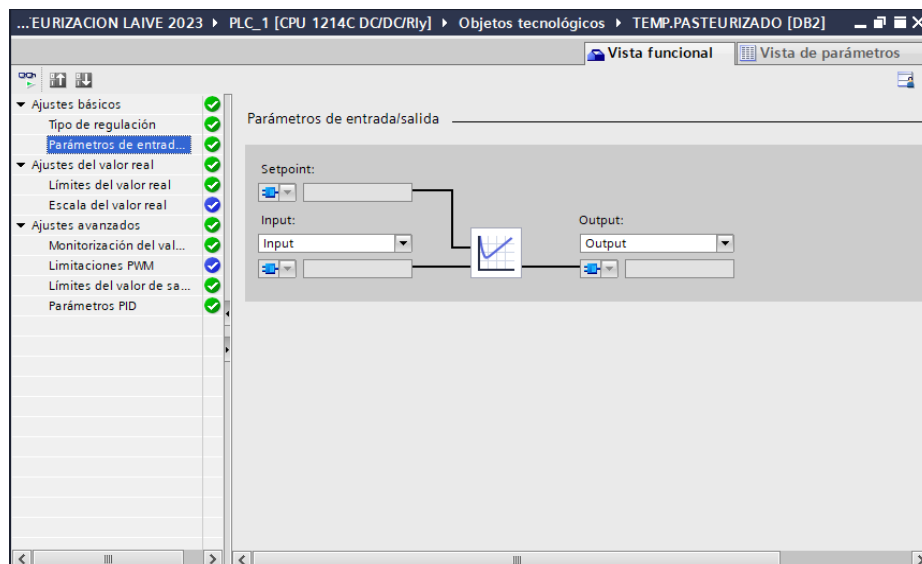 ...EURIZACION LAIVE 2023 ▸ PLC_1 [CPU 1214C DC/DC/Rly] ▸ Objetos tecnológicos ▸ TEMP.PASTEURIZADO [DB2]
Vista funcional
Vista de parámetros
Ajustes básicos
Tipo de regulación
Parámetros de entrad...
Ajustes del valor real
Límites del valor real
Escala del valor real
Ajustes avanzados
Monitorización del val...
Limitaciones PWM
Límites del valor de sa...
Parámetros PID
Parámetros de entrada/salida
Setpoint:
Input:
Input
Output:
Output